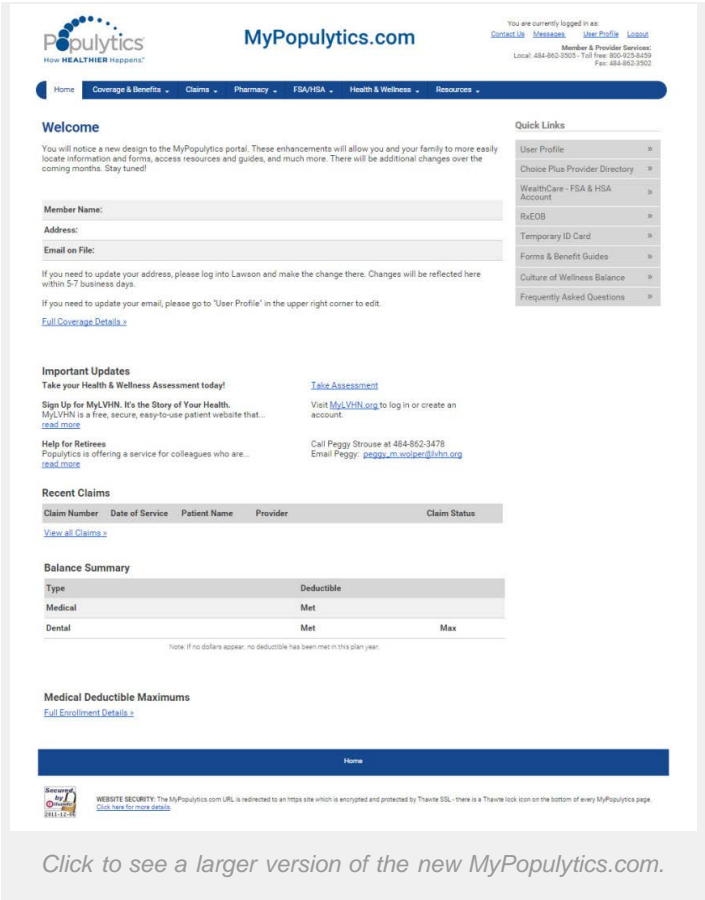 Populytics
How HEALTHIER Happens.
MyPopulytics.com
You are currently logged in as:
Contact Us Messages User Profile Logout
Member & Provider Services:
Local: 484-862-3505 - Toll free: 800-925-8459
Fax: 484-862-3502
Home Coverage & Benefits Claims Pharmacy FSA/HSA Health & Wellness Resources
Welcome
You will notice a new design to the MyPopulytics portal. These enhancements will allow you and your family to more easily
locate information and forms, access resources and guides, and much more. There will be additional changes over the
coming months. Stay tuned!
Member Name:
Address:
Email on File:
If you need to update your address, please log into Lawson and make the change there. Changes will be reflected here
within 5-7 business days.
If you need to update your email, please go to "User Profile" in the upper right corner to edit.
Full Coverage Details »
Quick Links
User Profile »
Choice Plus Provider Directory »
WealthCare - FSA & HSA
Account »
RxEOB »
Temporary ID Card »
Forms & Benefit Guides »
Culture of Wellness Balance »
Frequently Asked Questions »
Important Updates
Take your Health & Wellness Assessment today! Take Assessment
Sign Up for MyLVHN. It's the Story of Your Health. Visit MyLVHN.org to log in or create an
MyLVHN is a free, secure, easy-to-use patient website that... account.
read more
Help for Retirees Call Peggy Strouse at 484-862-3478
Populytics is offering a service for colleagues who are... Email Peggy: peggy_m.wolper@lvhn.org
read more
Recent Claims
Claim Number Date of Service Patient Name Provider Claim Status
View all Claims »
Balance Summary
Type Deductible
Medical Met
Dental Met Max
Note: If no dollars appear, no deductible has been met in this plan year.
Medical Deductible Maximums
Full Enrollment Details »
Home
Secured
by
thawte
2011-12-06
WEBSITE SECURITY: The MyPopulytics.com URL is redirected to an https site which is encrypted and protected by Thawte SSL - there is a Thawte lock icon on the bottom of every MyPopulytics page.
Click here for more details.
Click to see a larger version of the new MyPopulytics.com.